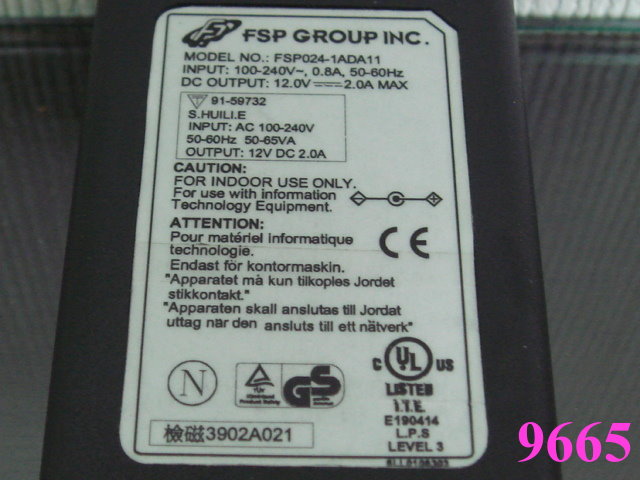 FSP GROUP INC.
MODEL NO.: FSP024-1ADA11
INPUT: 100-240V~, 0.8A, 50-60Hz
DC OUTPUT: 12.0V 2.0A MAX
91-59732
S.HUILI.E
INPUT: AC 100-240V
50-60Hz 50-65VA
OUTPUT: 12V DC 2.0A
CAUTION:
FOR INDOOR USE ONLY.
For use with information
Technology Equipment.
ATTENTION:
Pour matériel informatique
technologie.
CE
Endast för kontormaskin.
"Apparatet må kun tilkoples Jordet
stikkontakt."
"Apparaten skall anslutas till Jordat
uttag när den ansluts till ett nätverk"
N
TÜV
GS
C UL US
LISTED
I.T.E.
E190414
L.P.S
LEVEL 3
檢磁3902A021
9665